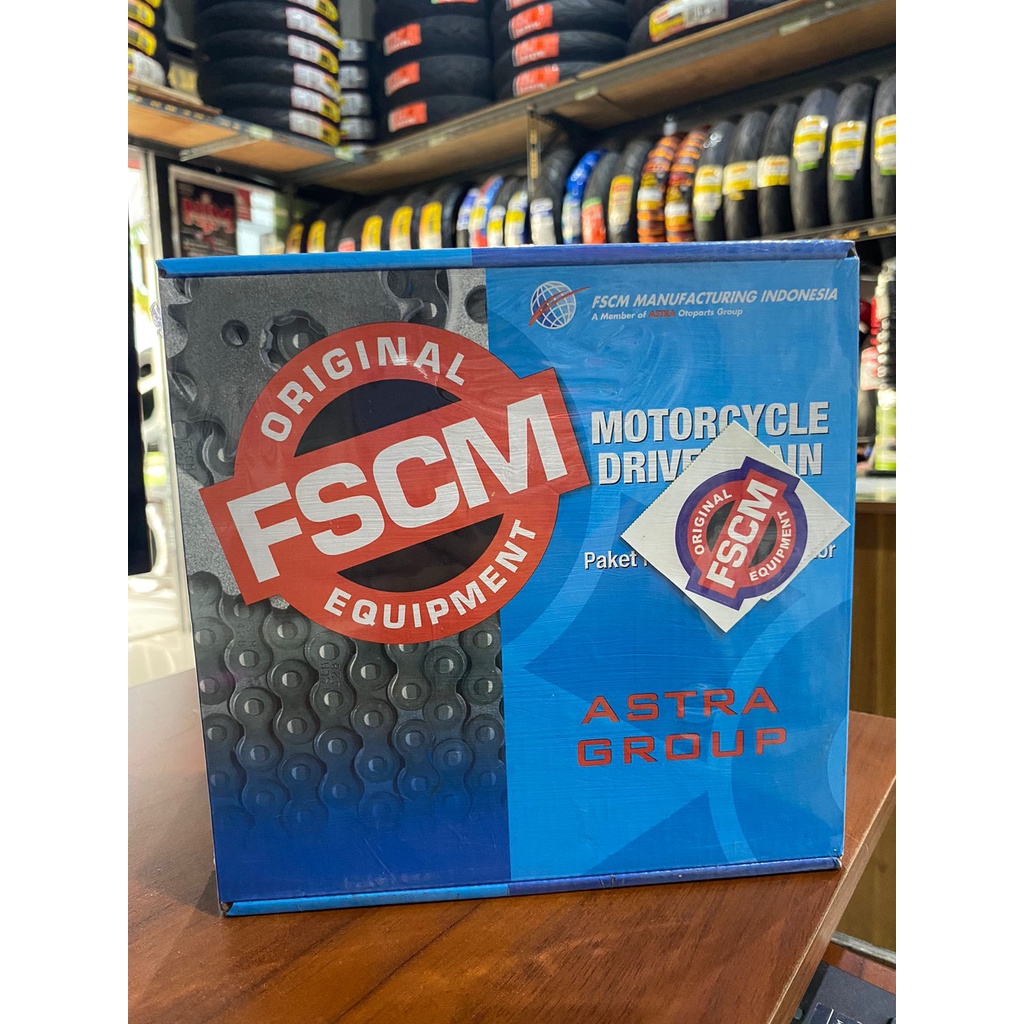 FSCM MANUFACTURING INDONESIA
A Member of ASTRA Otoparts Group
ORIGINAL
FSCM
EQUIPMENT
MOTORCYCLE
DRIVE
ORIGINAL
FSCM
EQUIPMENT
Paket
ASTRA
GROUP